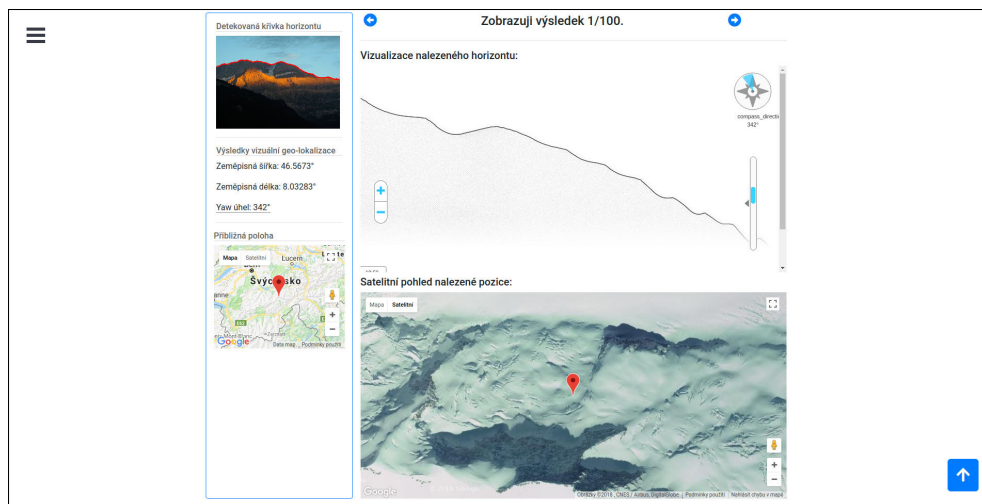 Zobrazuji výsledek 1/100.
Detekovaná křivka horizontu
Vizualizace nalezeného horizontu:
compass_directi
342°
Výsledky vizuální geo-lokalizace
Zeměpisná šířka: 46.5673°
Zeměpisná délka: 8.03283°
Yaw úhel: 342°
Přibližná poloha
Mapa Satelitní
Lucern
Google
Data map Podmínky použití
Satelitní pohled nalezené pozice:
Mapa Satelitní
Google
Obrázky ©2018, CNES / Airbus, DigitalGlobe Podmínky použití Nahlásit chybu v mapě